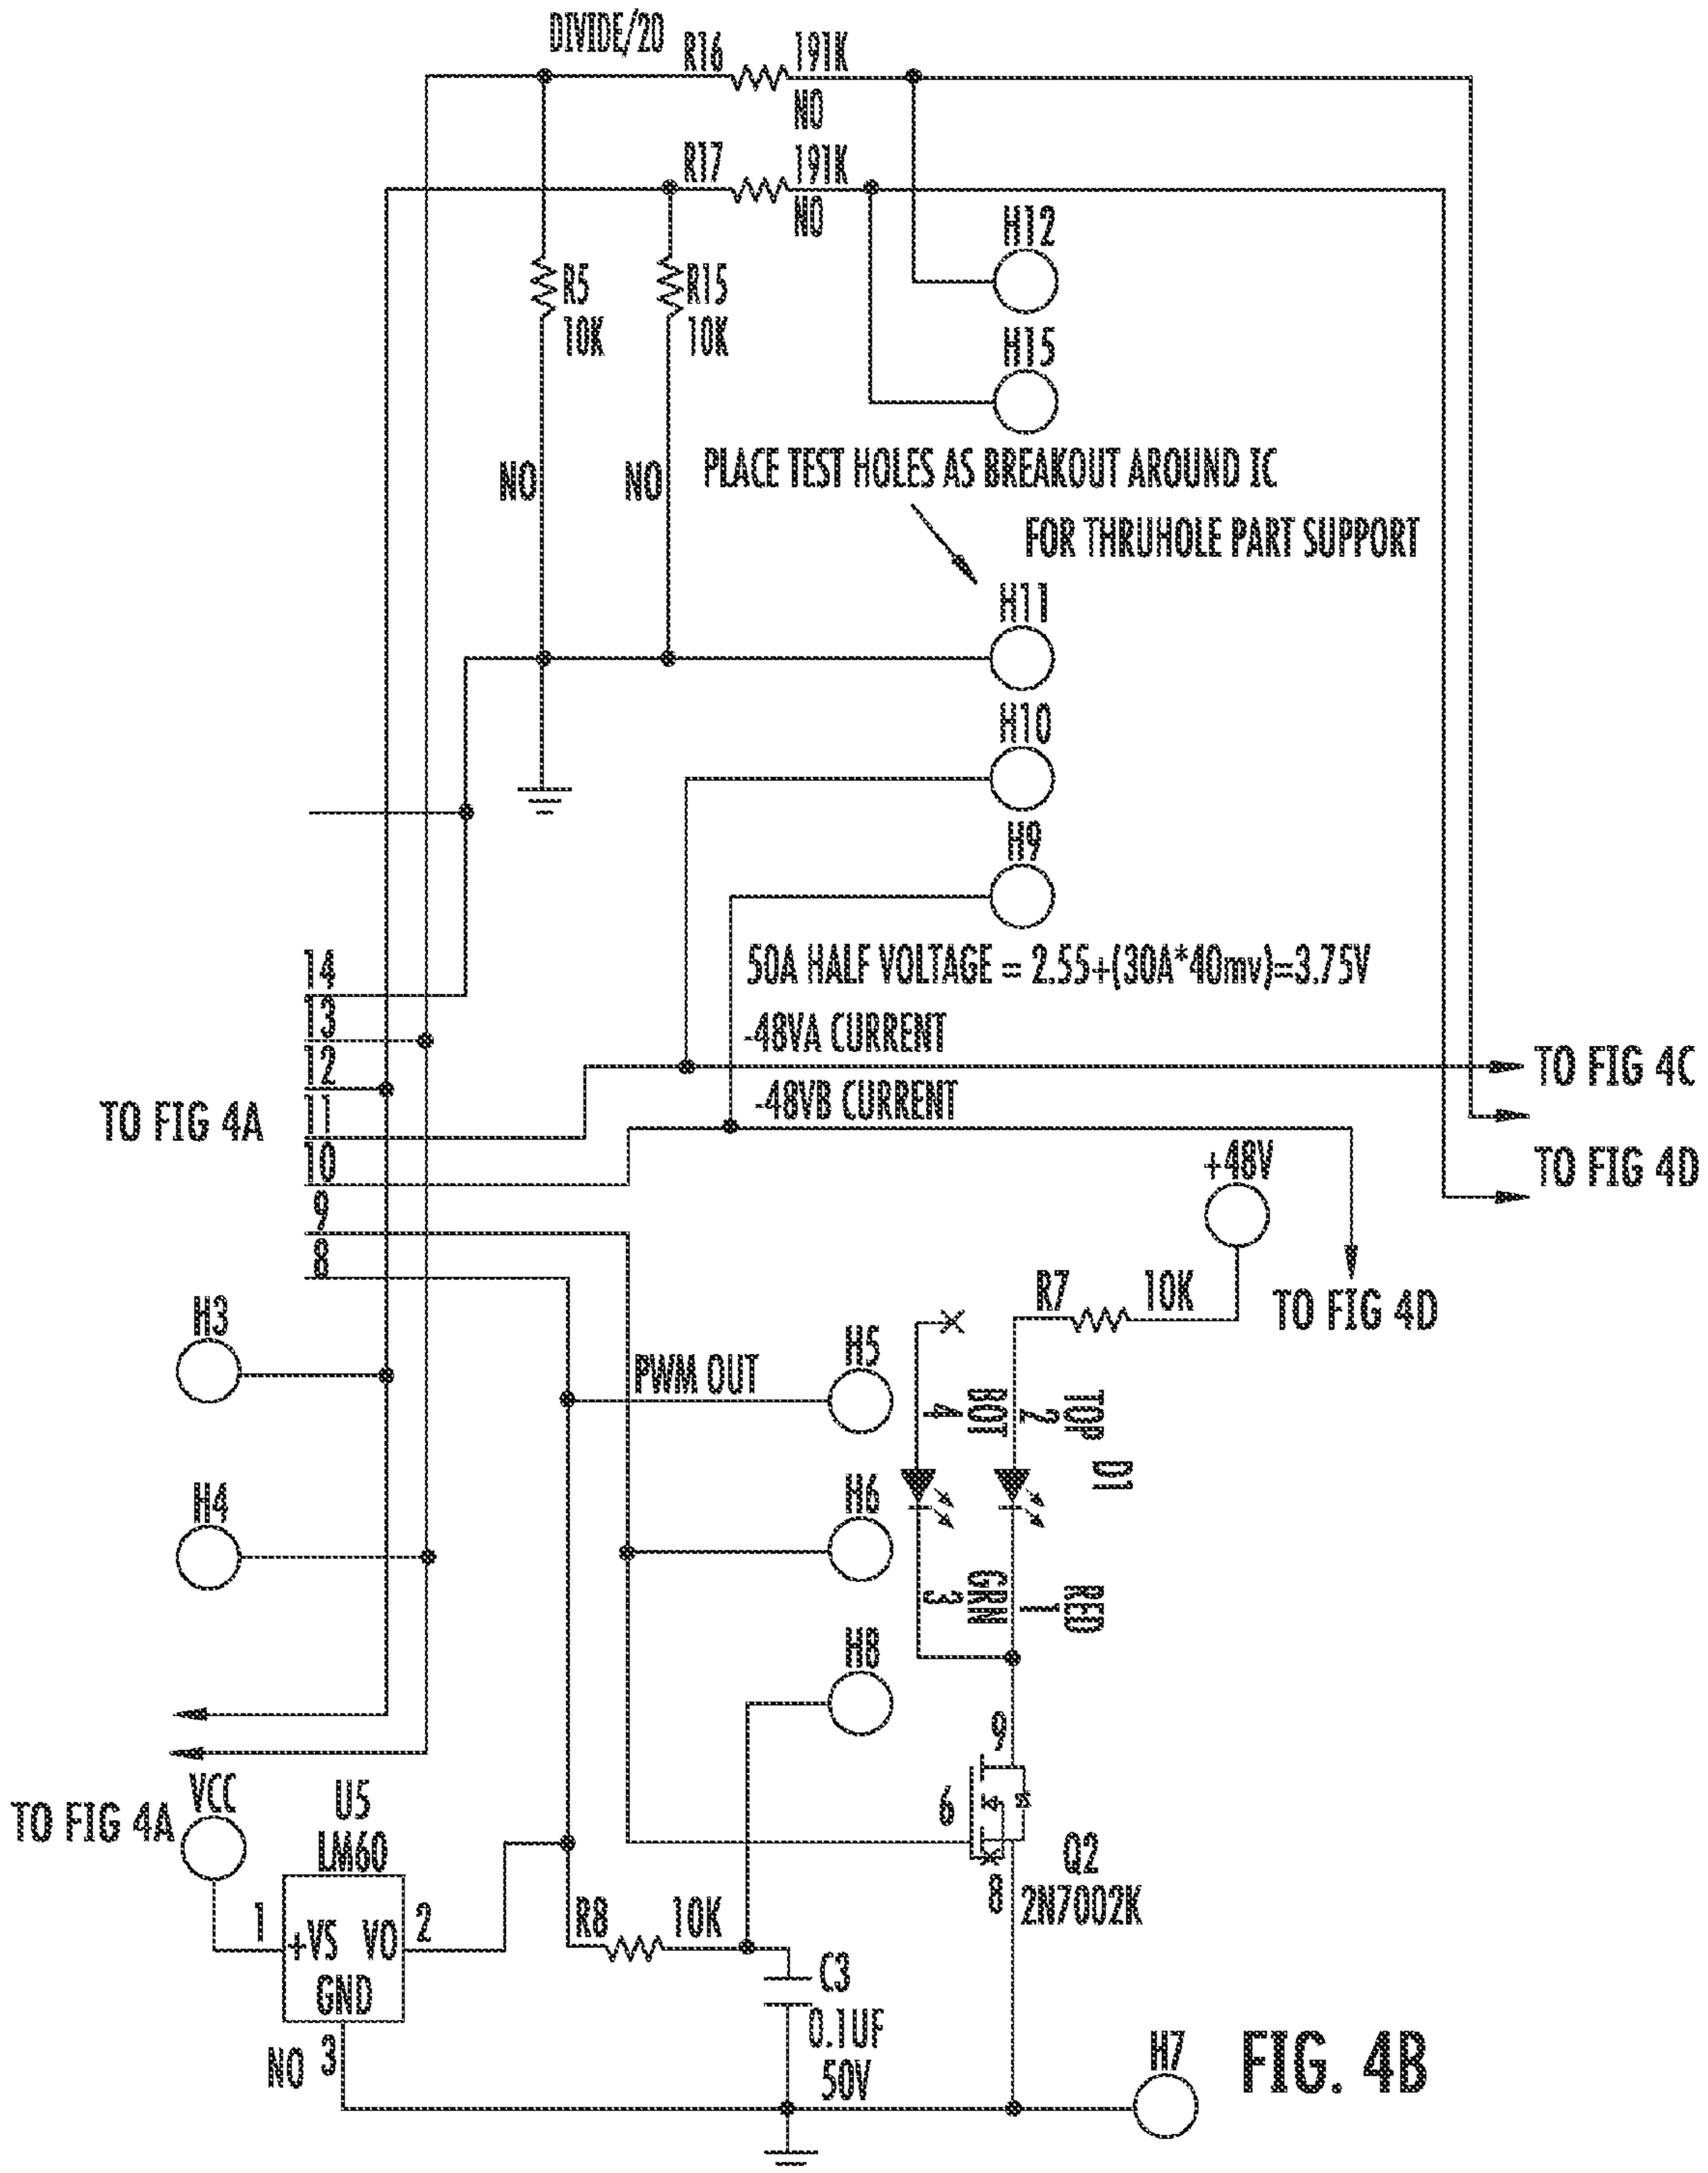 DIVIDE/20
R16
191K
NO
R17
191K
NO
H12
R5
10K
R15
10K
H15
NO
NO
PLACE TEST HOLES AS BREAKOUT AROUND IC
FOR THRUHOLE PART SUPPORT
H11
H10
H9
50A HALF VOLTAGE = 2.55+(30A*40mv)=3.75V
14
13
-48VA CURRENT
12
TO FIG 4C
TO FIG 4A
11
-48VB CURRENT
10
+48V
TO FIG 4D
9
8
R7
10K
TO FIG 4D
H3
PWM OUT
H5
4
BOT
2
TOP
D1
H4
H6
3
GRN
1
RED
H8
9
6
VCC
TO FIG 4A
U5
LM60
Q2
8
2N7002K
1
+VS
VO
2
GND
R8
10K
C3
0.1UF
50V
NO
3
H7
FIG. 4B